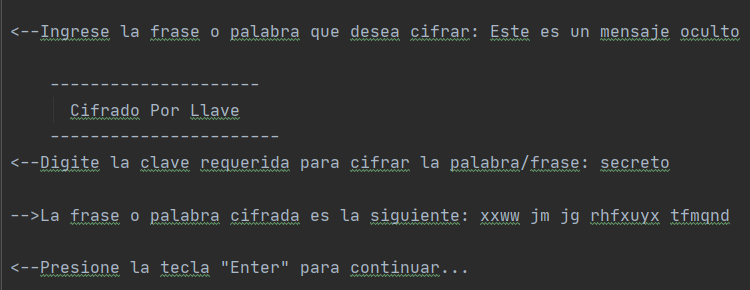 <--Ingrese la frase o palabra que desea cifrar: Este es un mensaje oculto
---------------------
Cifrado Por Llave
-----------------------
<--Digite la clave requerida para cifrar la palabra/frase: secreto
-->La frase o palabra cifrada es la siguiente: xxww jm jg rhfxuyx tfmqnd
<--Presione la tecla "Enter" para continuar...